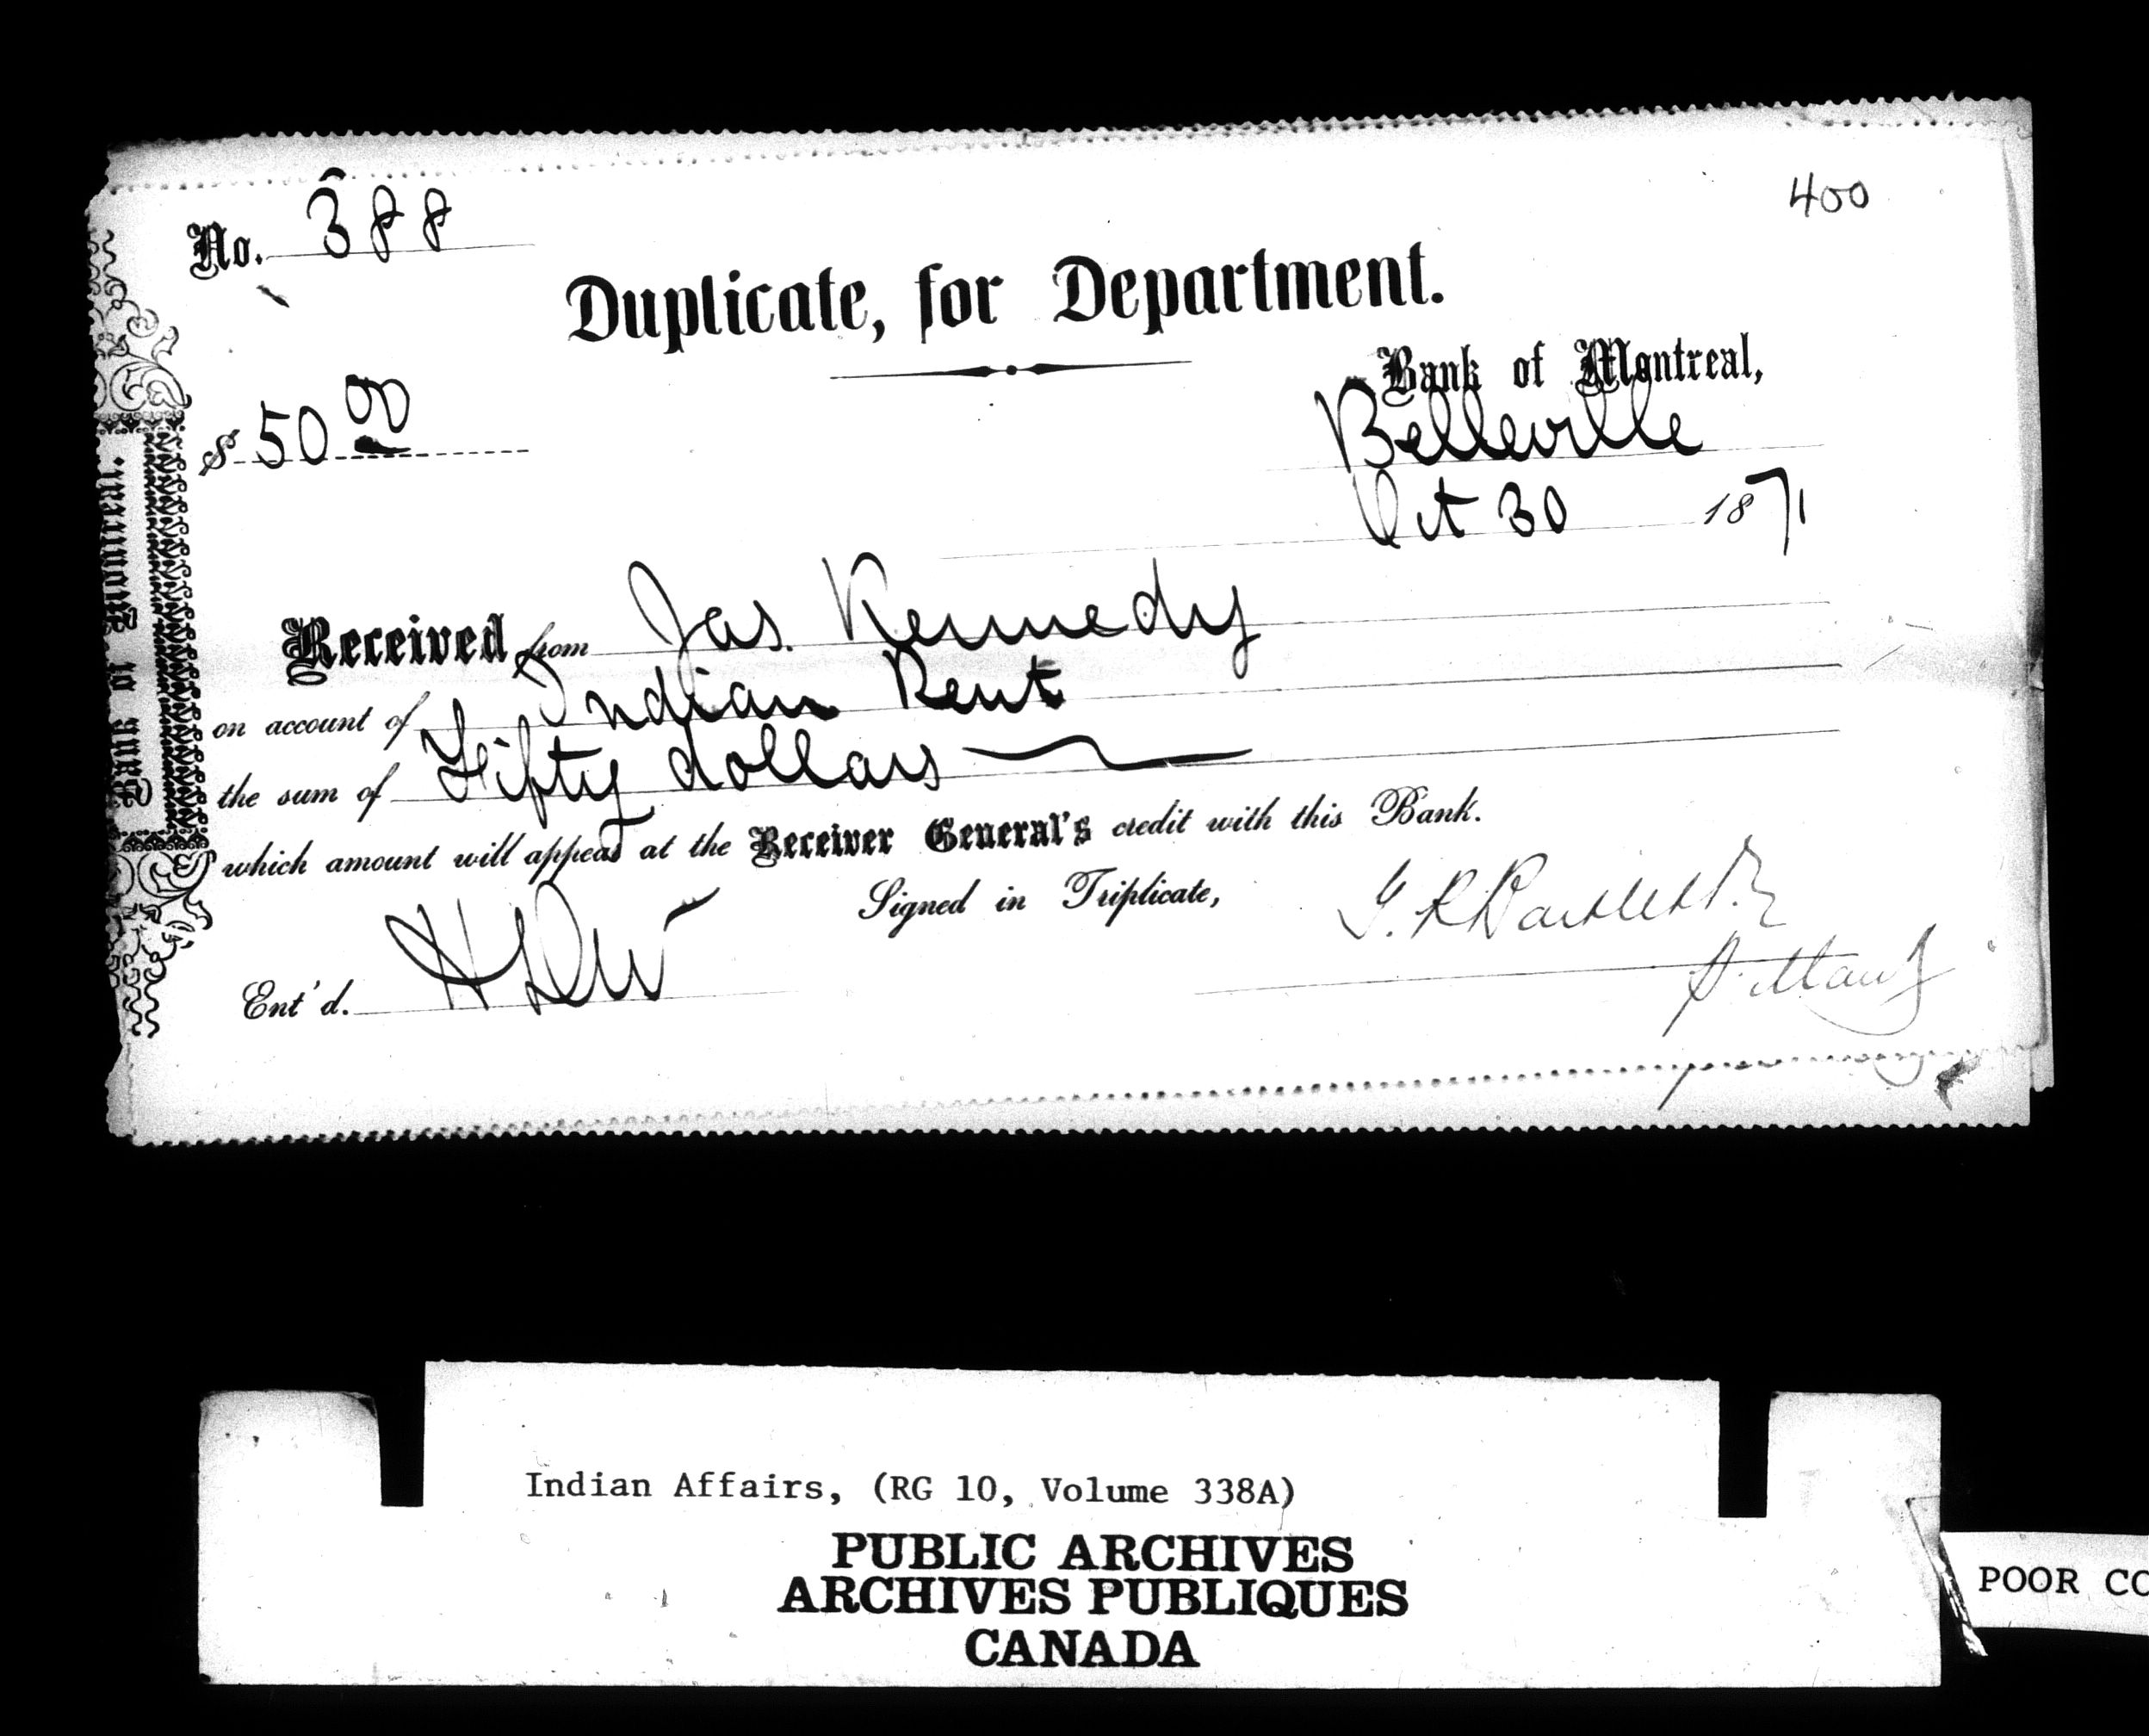 400
No. 388
Duplicate, for Department.
Bank of Montreal,
$ 50 00
Belleville
Oct 30 1871
Received from Jas. Kennedy
on account of Indian Rent
the sum of Fifty dollars
which amount will appear at the Receiver General's credit with this Bank.
Signed in Triplicate,
Ent'd.
Bank of Montreal.
Indian Affairs, (RG 10, Volume 338A)
PUBLIC ARCHIVES
ARCHIVES PUBLIQUES
CANADA
POOR CO